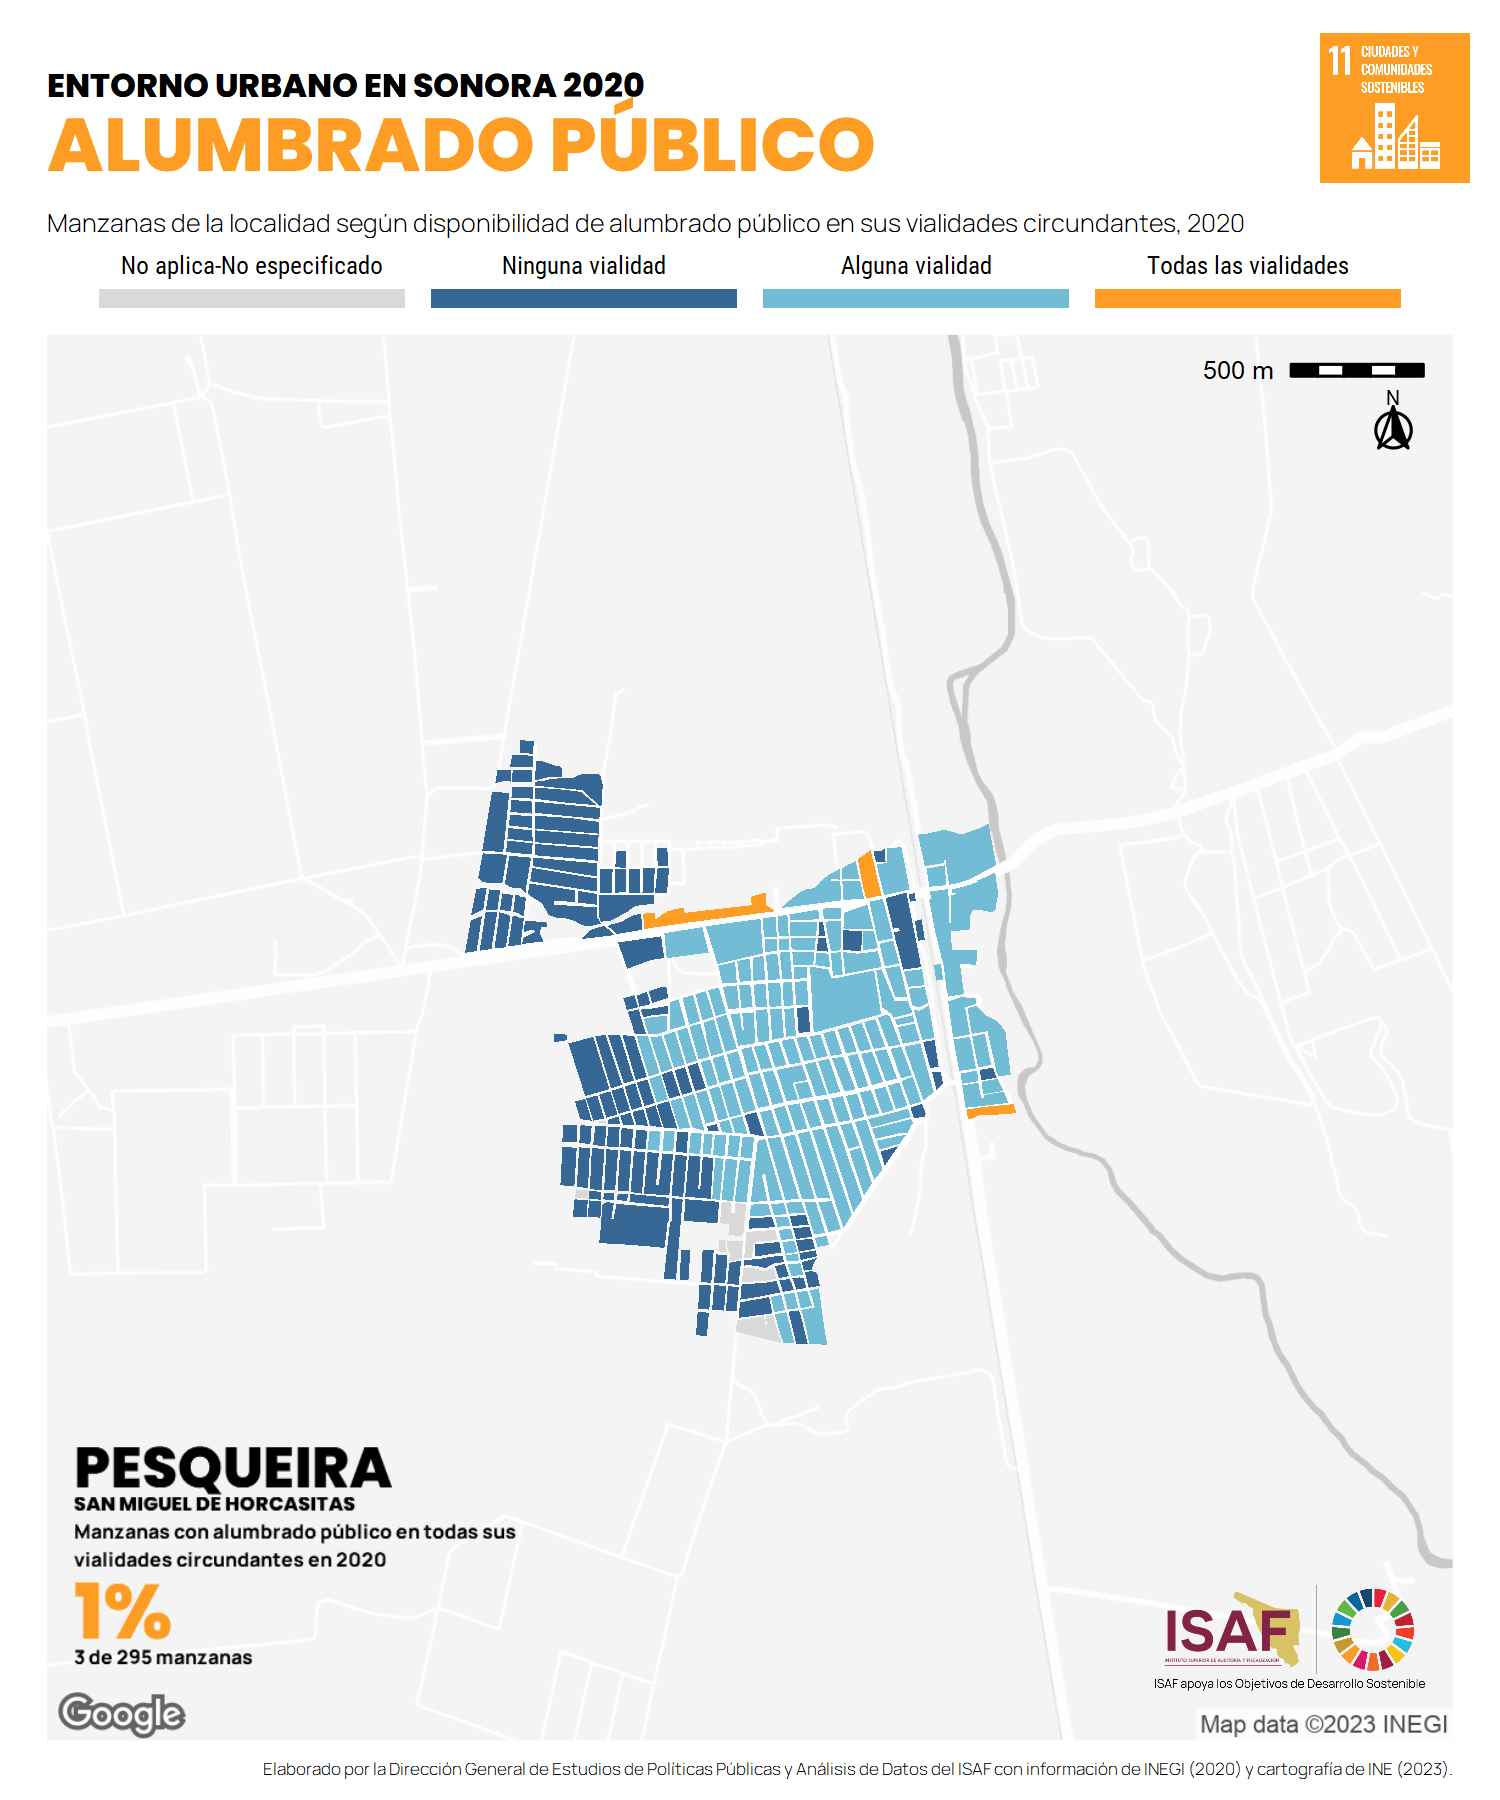 ENTORNO URBANO EN SONORA 2020
ALUMBRADO PÚBLICO
11 CIUDADES Y
COMUNIDADES
SOSTENIBLES
Manzanas de la localidad según disponibilidad de alumbrado público en sus vialidades circundantes, 2020
No aplica-No especificado
Ninguna vialidad
Alguna vialidad
Todas las vialidades
500 m
N
PESQUEIRA
SAN MIGUEL DE HORCASITAS
Manzanas con alumbrado público en todas sus
vialidades circundantes en 2020
1%
3 de 295 manzanas
ISAF
INSTITUTO SUPERIOR DE AUDITORÍA Y FISCALIZACIÓN
ISAF apoya los Objetivos de Desarrollo Sostenible
Google
Map data ©2023 INEGI
Elaborado por la Dirección General de Estudios de Políticas Públicas y Análisis de Datos del ISAF con información de INEGI (2020) y cartografía de INE (2023).